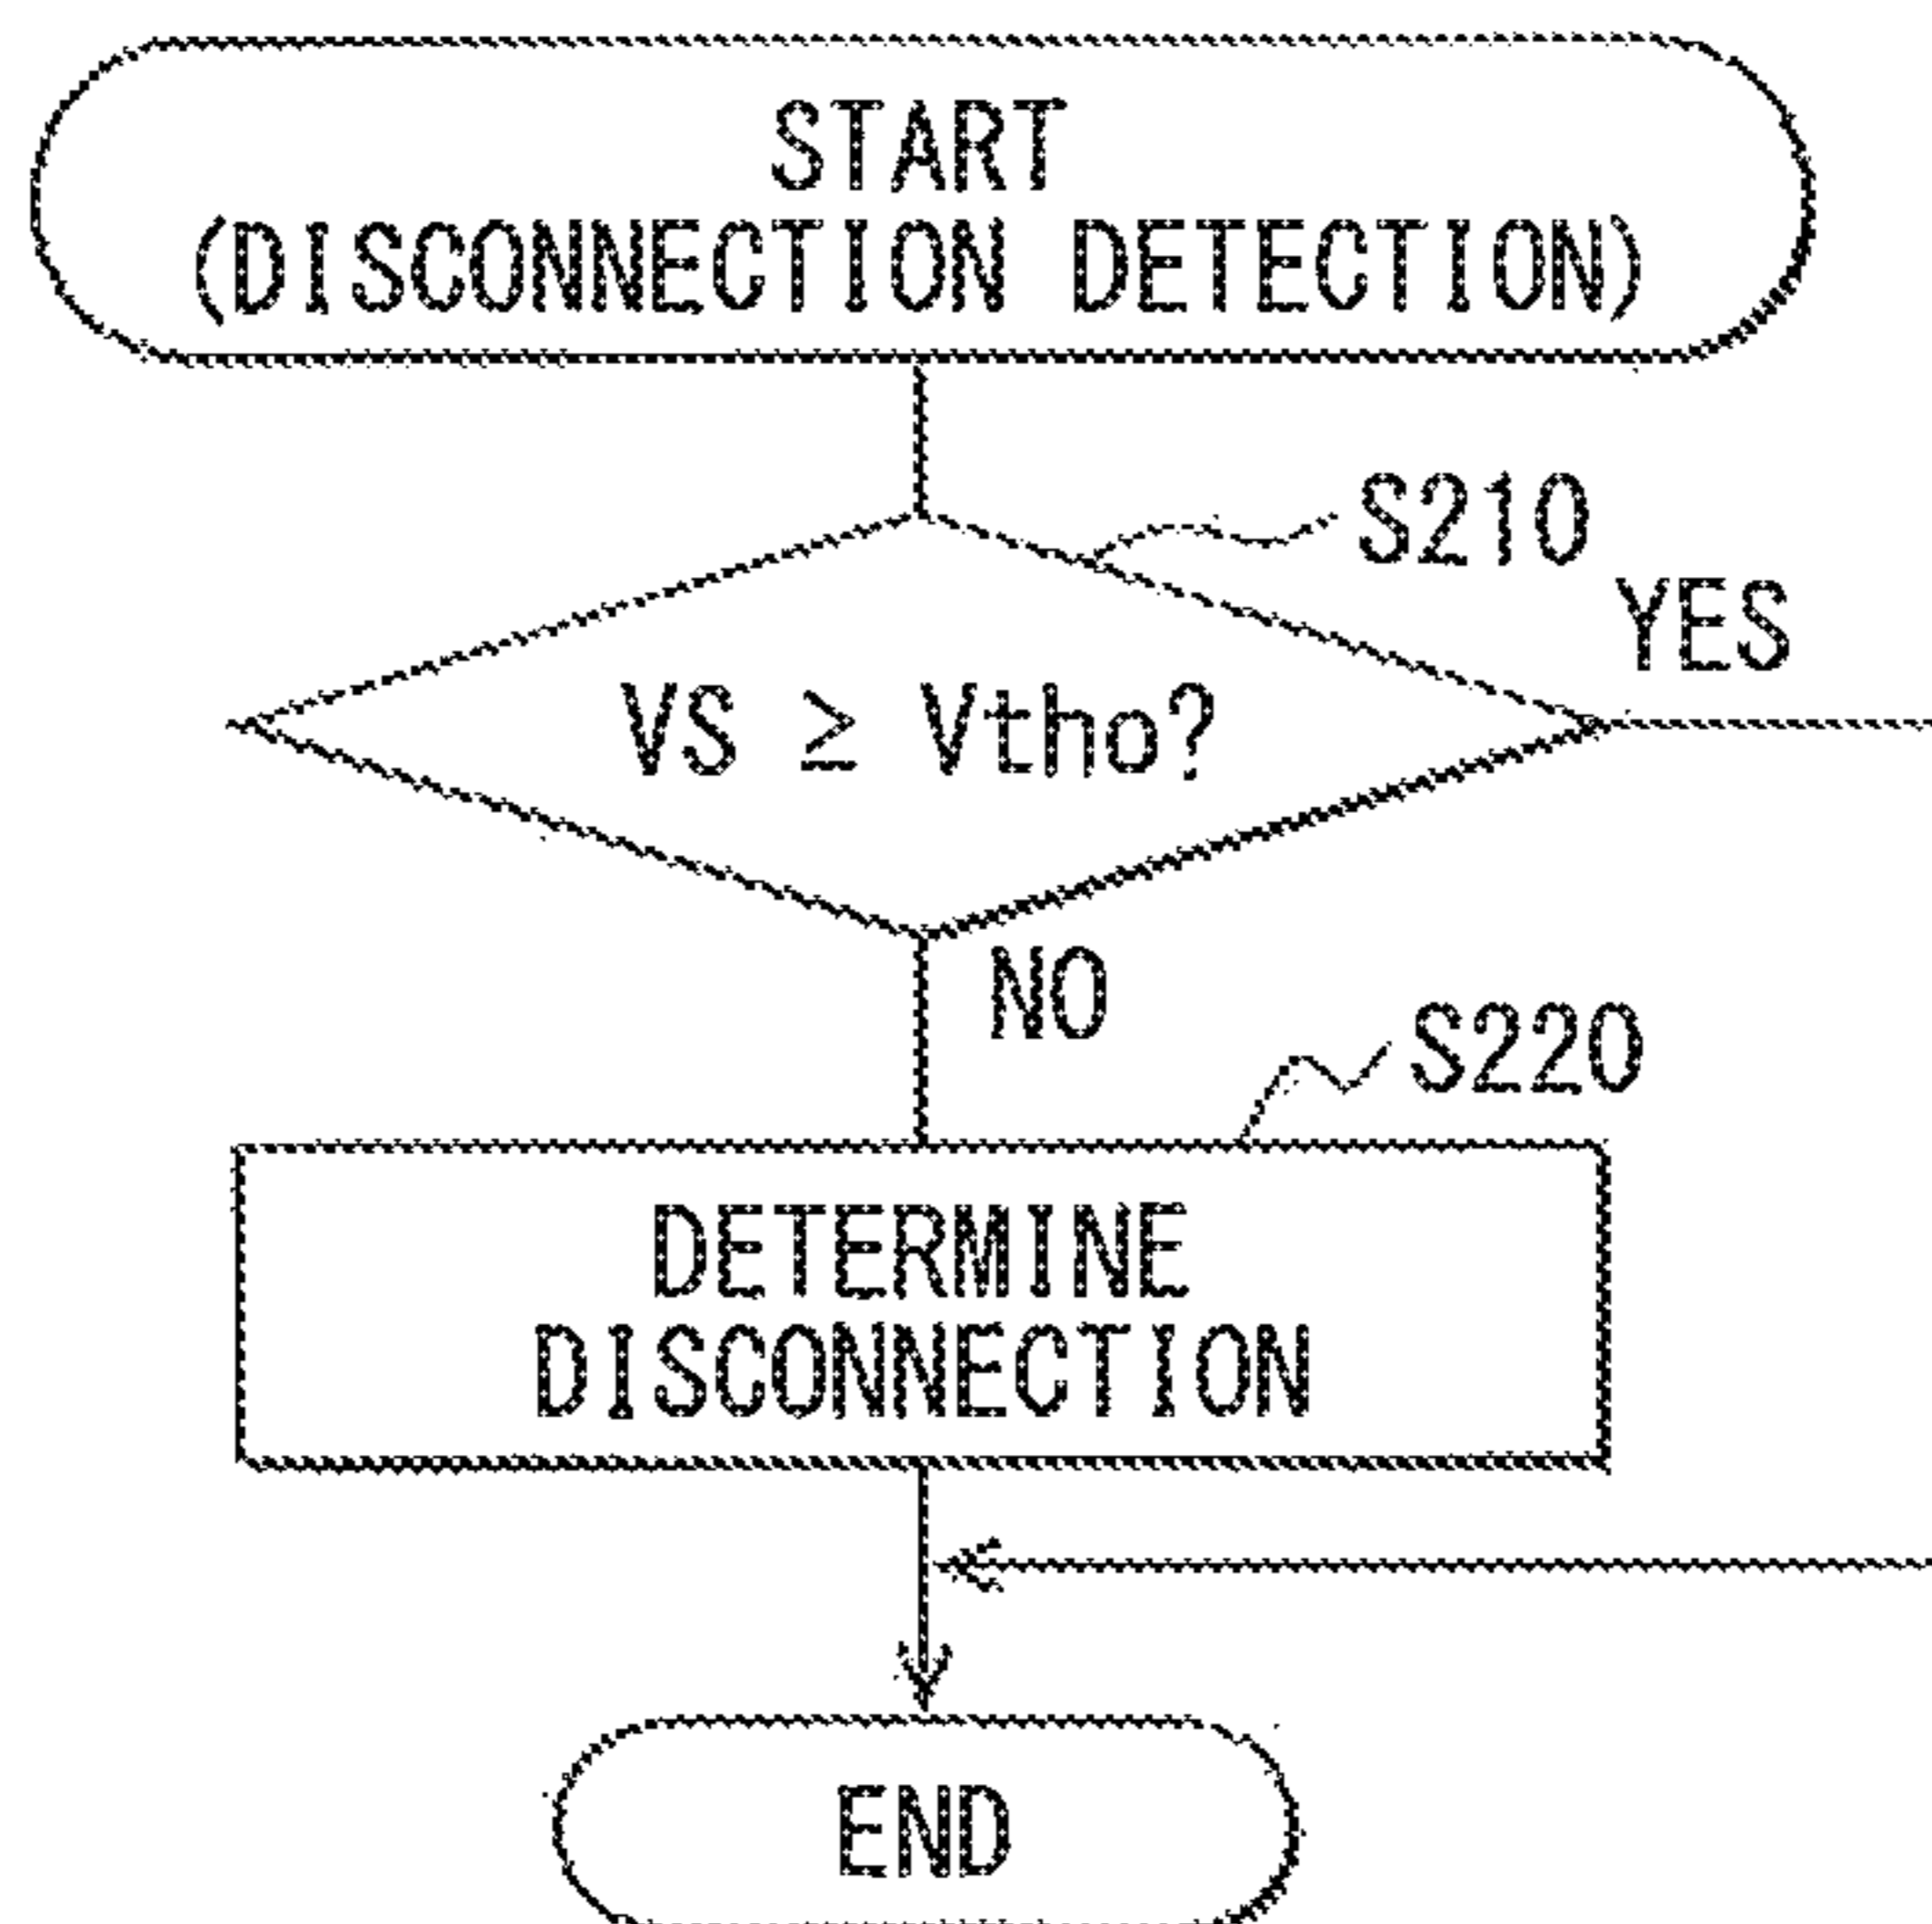 START
(DISCONNECTION DETECTION)
S210
YES
VS ≥ Vtho?
NO
S220
DETERMINE
DISCONNECTION
END